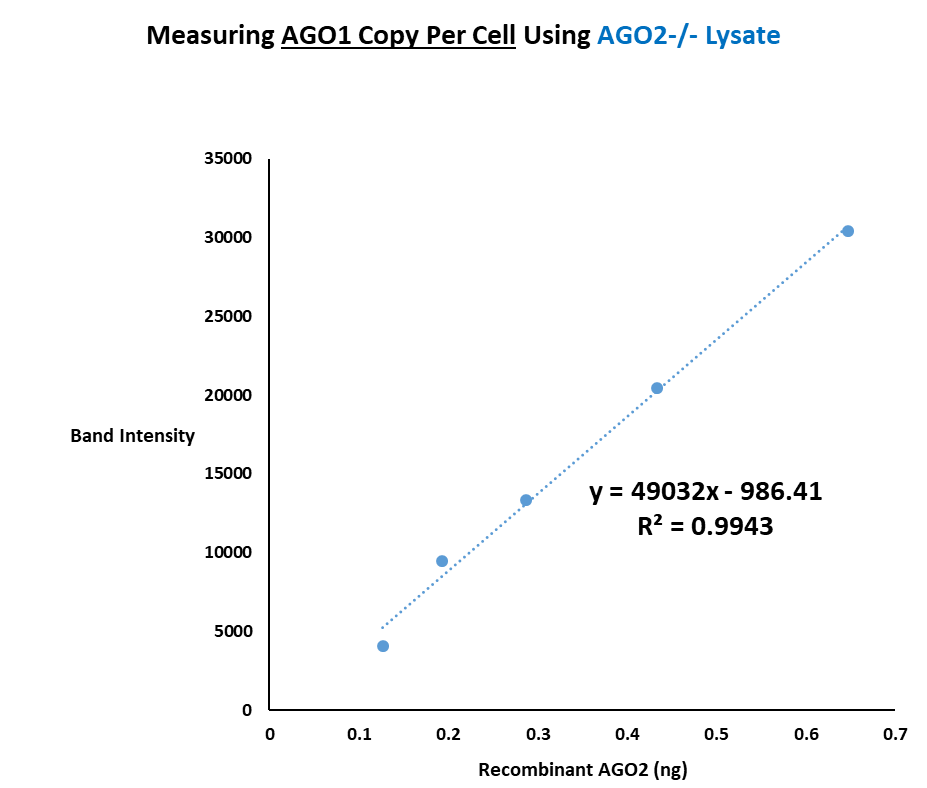 Measuring AGO1 Copy Per Cell Using AGO2-/- Lysate
35000
30000
25000
20000
Band Intensity
15000
y = 49032x - 986.41
R² = 0.9943
10000
5000
0
0 0.1 0.2 0.3 0.4 0.5 0.6 0.7
Recombinant AGO2 (ng)